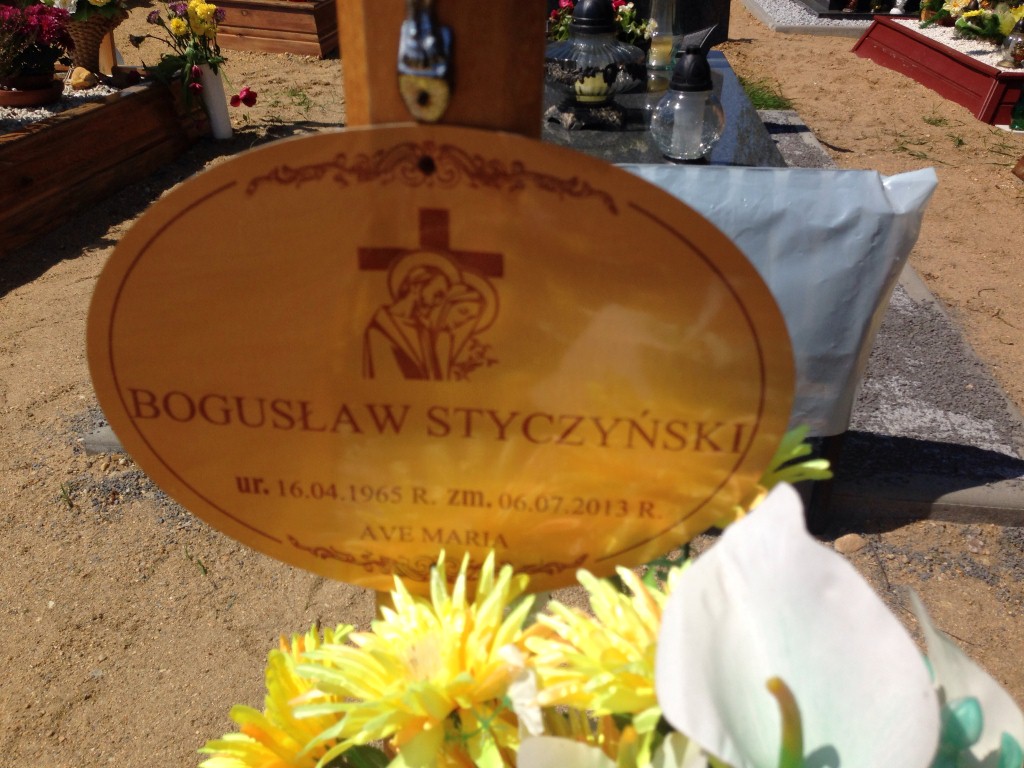 BOGUSŁAW STYCZYŃSKI
ur. 16.04.1965 R. zm. 06.07.2013 R.
AVE MARIA